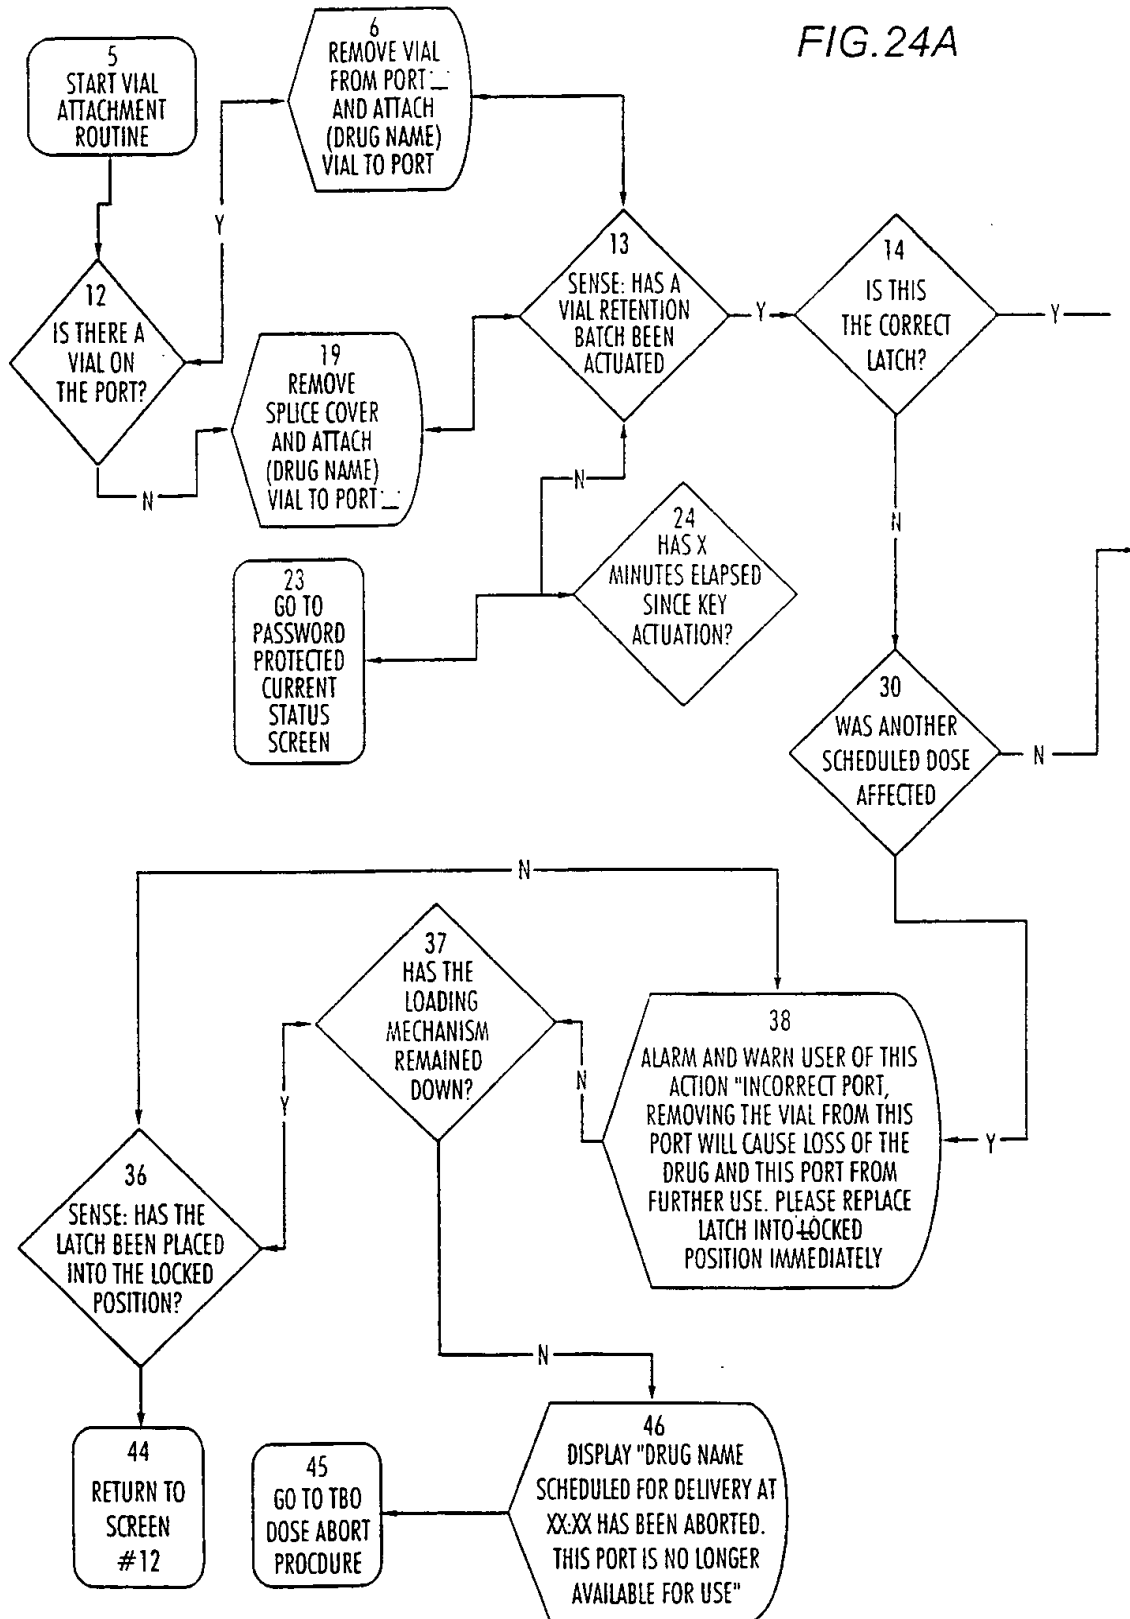 FIG.24A
5
START VIAL
ATTACHMENT
ROUTINE
6
REMOVE VIAL
FROM PORT:_
AND ATTACH
(DRUG NAME)
VIAL TO PORT
Y
12
IS THERE A
VIAL ON
THE PORT?
N
19
REMOVE
SPLICE COVER
AND ATTACH
(DRUG NAME)
VIAL TO PORT:_
13
SENSE: HAS A
VIAL RETENTION
BATCH BEEN
ACTUATED
Y
14
IS THIS
THE CORRECT
LATCH?
Y
N
N
24
HAS X
MINUTES ELAPSED
SINCE KEY
ACTUATION?
23
GO TO
PASSWORD
PROTECTED
CURRENT
STATUS
SCREEN
30
WAS ANOTHER
SCHEDULED DOSE
AFFECTED
N
Y
N
37
HAS THE
LOADING
MECHANISM
REMAINED
DOWN?
N
Y
38
ALARM AND WARN USER OF THIS
ACTION "INCORRECT PORT,
REMOVING THE VIAL FROM THIS
PORT WILL CAUSE LOSS OF THE
DRUG AND THIS PORT FROM
FURTHER USE. PLEASE REPLACE
LATCH INTO LOCKED
POSITION IMMEDIATELY
36
SENSE: HAS THE
LATCH BEEN PLACED
INTO THE LOCKED
POSITION?
N
44
RETURN TO
SCREEN
#12
45
GO TO TBO
DOSE ABORT
PROCDURE
46
DISPLAY "DRUG NAME
SCHEDULED FOR DELIVERY AT
XX:XX HAS BEEN ABORTED.
THIS PORT IS NO LONGER
AVAILABLE FOR USE"